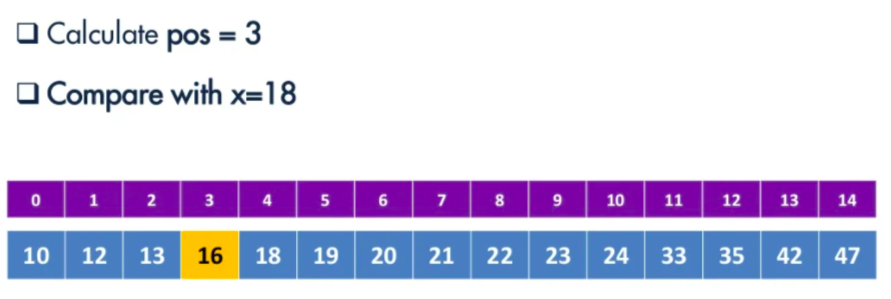 ❑ Calculate pos = 3
❑ Compare with x=18
0 1 2 3 4 5 6 7 8 9 10 11 12 13 14
10 12 13 16 18 19 20 21 22 23 24 33 35 42 47